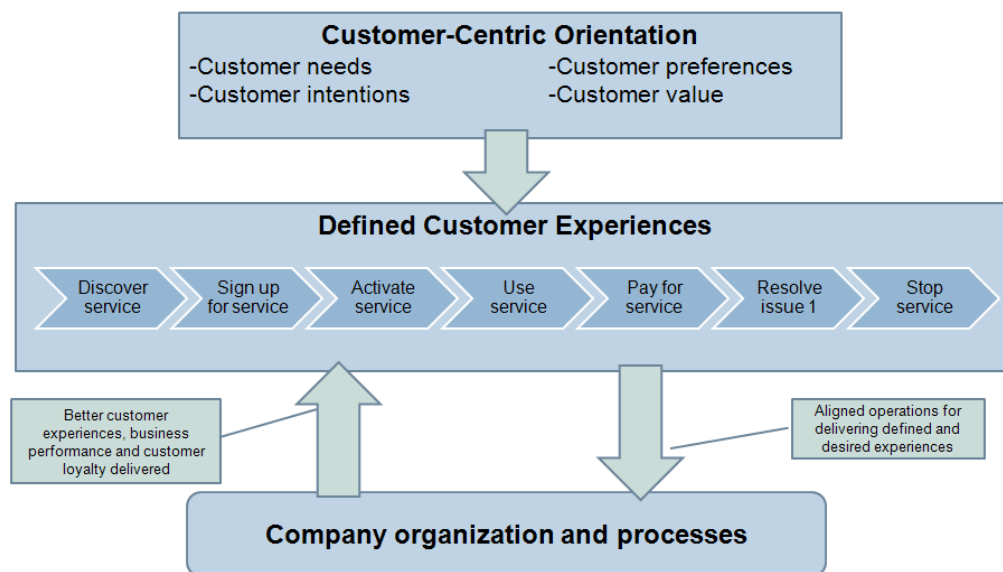 Customer-Centric Orientation
-Customer needs
-Customer preferences
-Customer intentions
-Customer value
Defined Customer Experiences
Discover
service
Sign up
for service
Activate
service
Use
service
Pay for
service
Resolve
issue 1
Stop
service
Better customer
experiences, business
performance and customer
loyalty delivered
Aligned operations for
delivering defined and
desired experiences
Company organization and processes